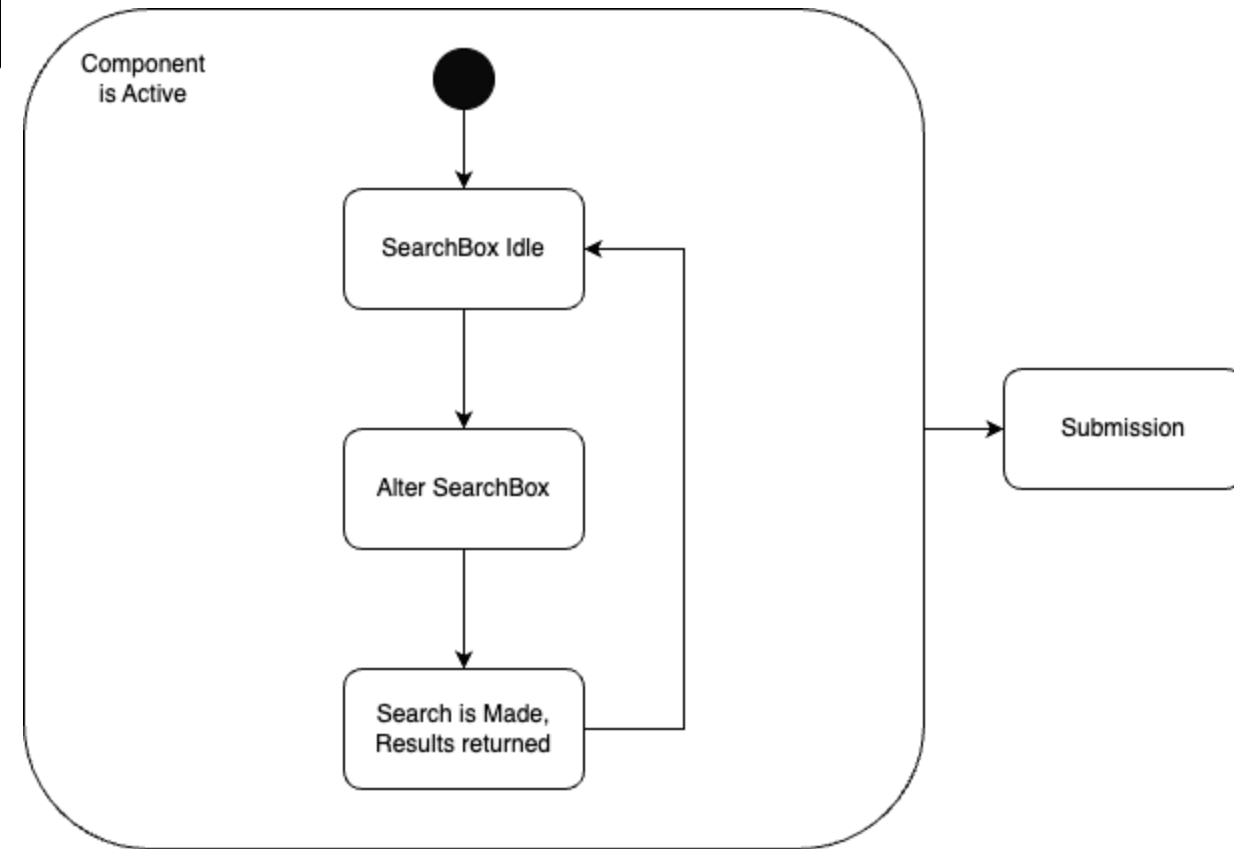 Component
is Active
SearchBox Idle
Alter SearchBox
Submission
Search is Made,
Results returned